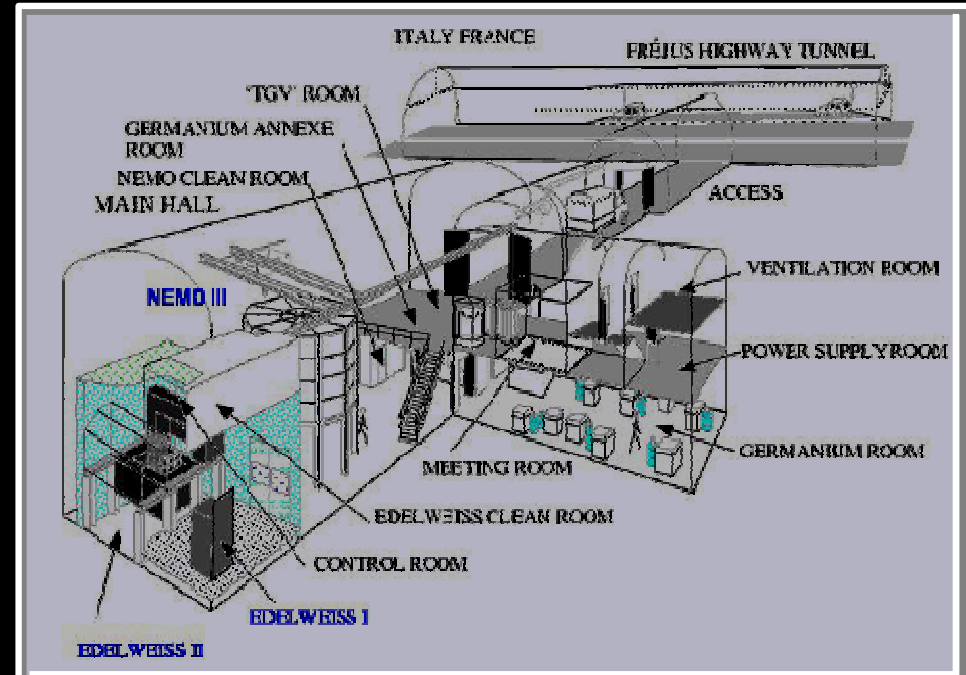 ITALY FRANCE
FRÉJUS HIGHWAY TUNNEL
'TGV' ROOM
GERMANIUM ANNEXE
ROOM
NEMO CLEAN ROOM
MAIN HALL
ACCESS
VENTILATION ROOM
NEMO III
POWER SUPPLY ROOM
GERMANIUM ROOM
MEETING ROOM
EDELWEISS CLEAN ROOM
CONTROL ROOM
EDELWEISS I
EDELWEISS II